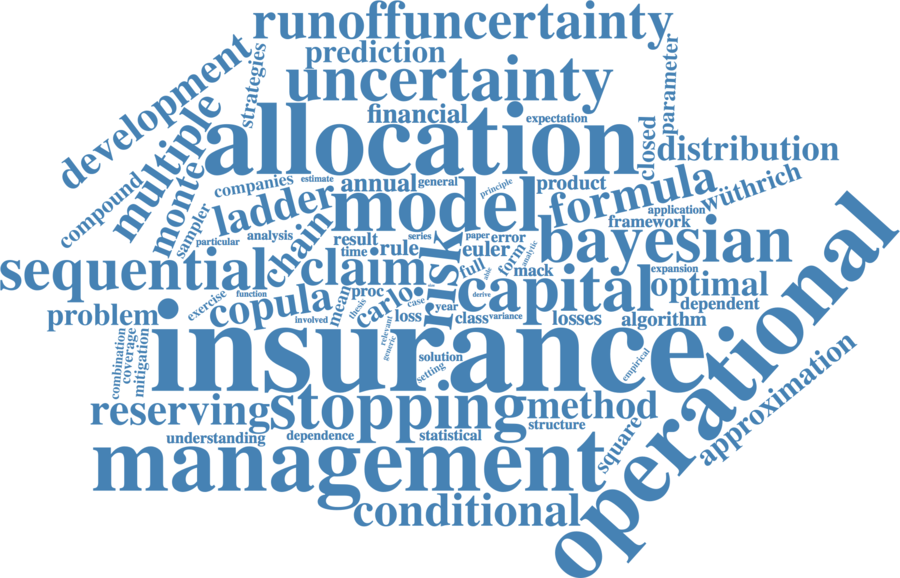 runoffuncertainty
prediction
development
strategies
parameter
uncertainty
financial
expectation
multiple
allocation
closed
distribution
compound
monte
companies
estimate
annual
general
principle
product
formula
wüthrich
sampler
ladder
model
application
framework
particular
analysis
chain
result
time
rule
series
risk
paper
error
euler
form
analytic
bayesian
sequential
claim
full
mack
expansion
capital
optimal
operational
exercise
function
copula
mean
proc
thesis
carlo
case
year
derive
dependent
problem
involved
loss
class
variance
losses
algorithm
combination
coverage
mitigation
insurance
relevant
generic
solution
setting
empirical
approximation
reserving
stopping
method
structure
understanding
dependence
statistical
square
management
conditional